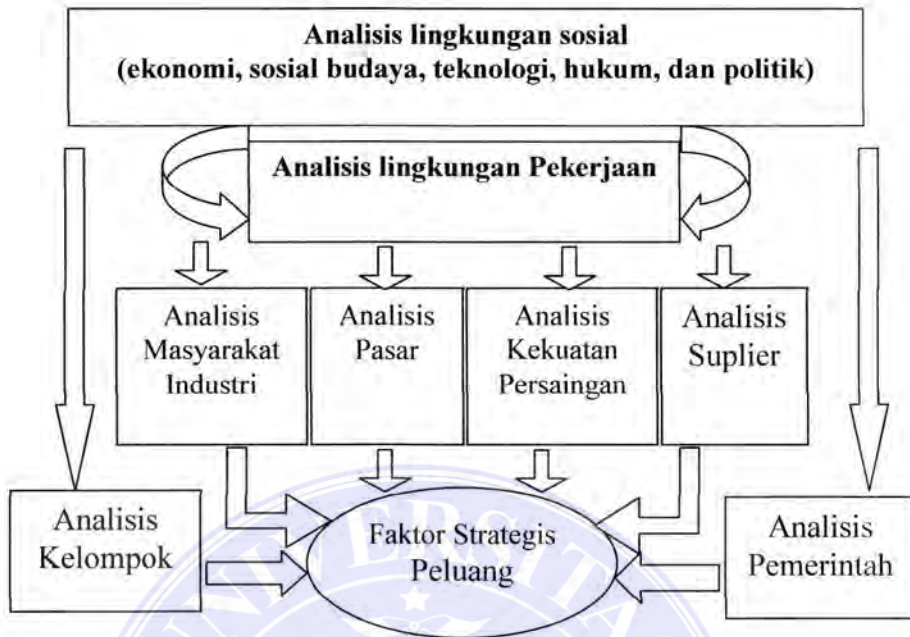 Analisis lingkungan sosial
(ekonomi, sosial budaya, teknologi, hukum, dan politik)
Analisis lingkungan Pekerjaan
Analisis
Masyarakat
Industri
Analisis
Pasar
Analisis
Kekuatan
Persaingan
Analisis
Suplier
Analisis
Kelompok
Faktor Strategis
Peluang
Analisis
Pemerintah
UNIVERSITA